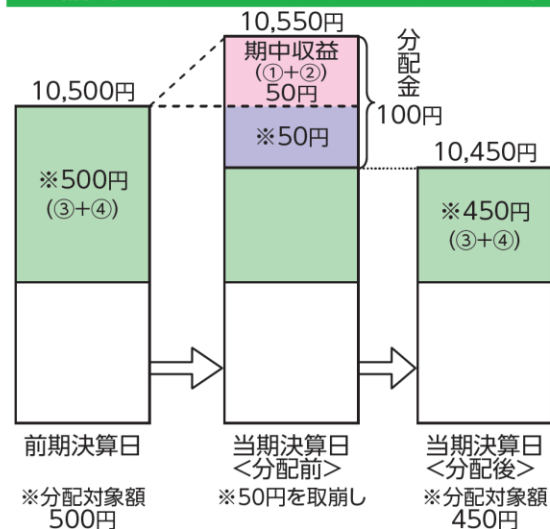 10,550円
期中収益
(①+②)
50円
分配金
100円
10,500円
※50円
10,450円
※500円
(③+④)
※450円
(③+④)
前期決算日
当期決算日
<分配前>
当期決算日
<分配後>
※分配対象額
500円
※50円を取崩し
※分配対象額
450円